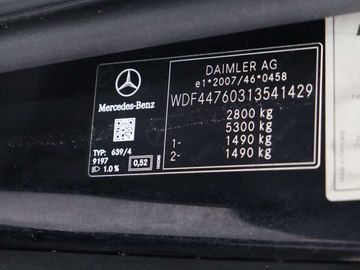 DAIMLER AG
e1*2007/46*0458
WDF44760313541429
2800 kg
5300 kg
1- 1490 kg
2- 1490 kg
Mercedes-Benz
TYP: 639/4
9197
1.0 % 0,52